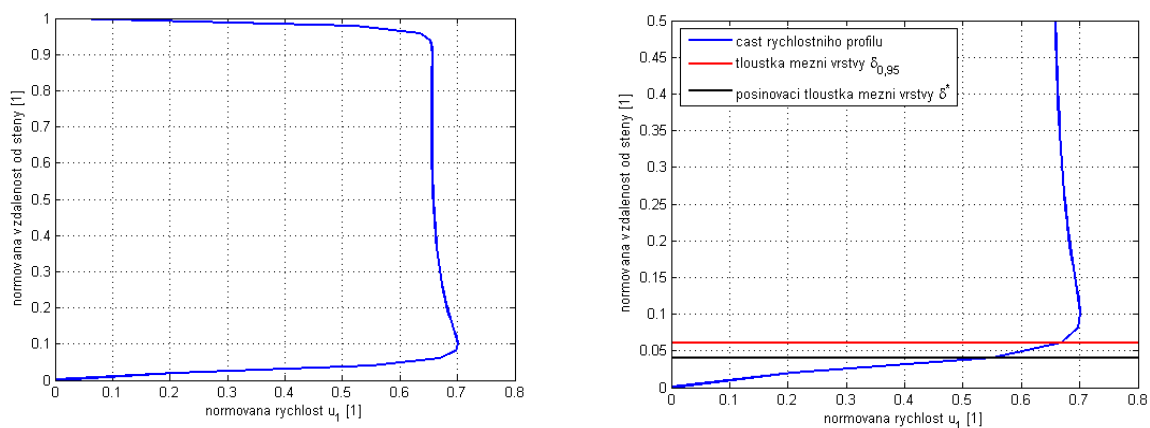 1
0.9
0.8
0.7
0.6
0.5
0.4
0.3
0.2
0.1
0
0 0.1 0.2 0.3 0.4 0.5 0.6 0.7 0.8
normovana vzdalenost od steny [1]
normovana rychlost u1 [1]
cast rychlostniho profilu
tloustka mezni vrstvy δ0,95
posinovaci tloustka mezni vrstvy δ*
0.5
0.45
0.4
0.35
0.3
0.25
0.2
0.15
0.1
0.05
0
0 0.1 0.2 0.3 0.4 0.5 0.6 0.7 0.8
normovana vzdalenost od steny [1]
normovana rychlost u1 [1]